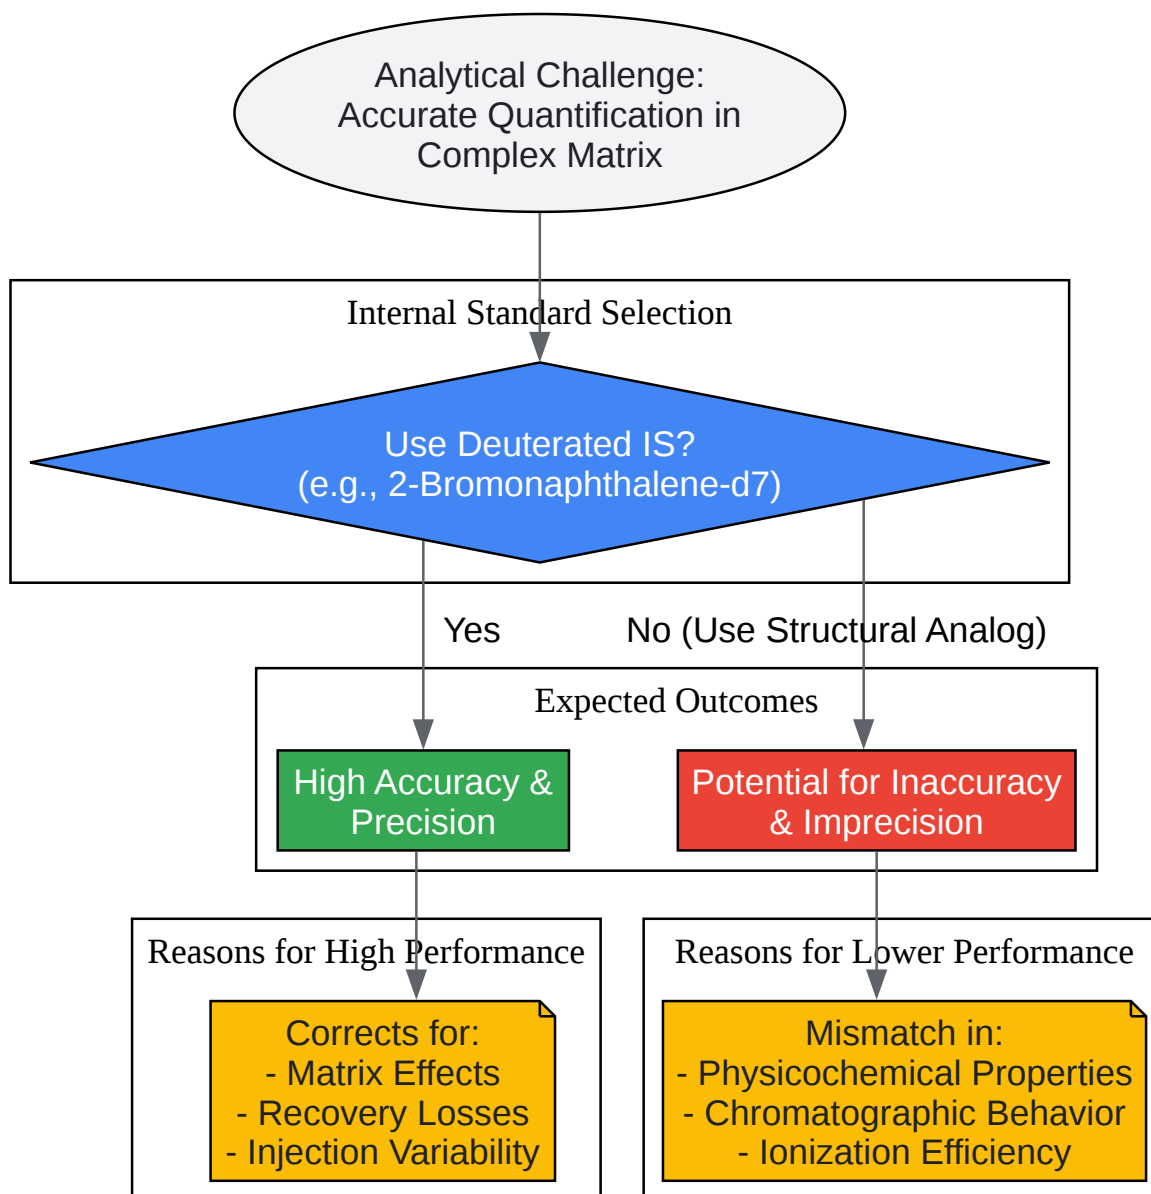 Analytical Challenge:
Accurate Quantification in
Complex Matrix
Internal Standard Selection
Use Deuterated IS?
(e.g., 2-Bromonaphthalene-d7)
Yes
No (Use Structural Analog)
Expected Outcomes
High Accuracy &
Precision
Potential for Inaccuracy
& Imprecision
Reasons for High Performance
Corrects for:
- Matrix Effects
- Recovery Losses
- Injection Variability
Reasons for Lower Performance
Mismatch in:
- Physicochemical Properties
- Chromatographic Behavior
- Ionization Efficiency